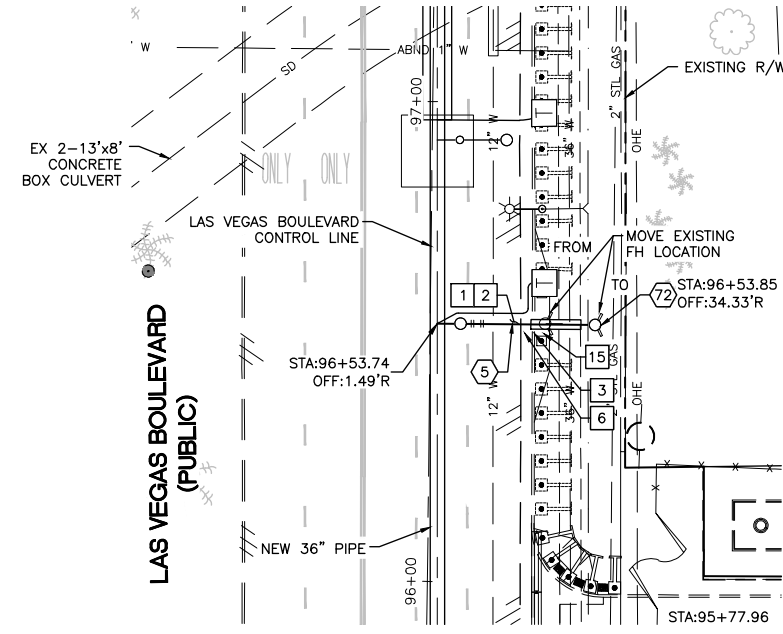 W
SD
ABND 1" W
97+00
12" W
36" W
2" STL GAS
OHE
EXISTING R/W
EX 2-13'x8'
CONCRETE
BOX CULVERT
ONLY
ONLY
LAS VEGAS BOULEVARD
CONTROL LINE
FROM
MOVE EXISTING
FH LOCATION
TO
72
STA:96+53.85
OFF:34.33'R
T
T
1 2
STA:96+53.74
OFF:1.49'R
5
15
GAS
3
6
12" W
36" W
OHE
LAS VEGAS BOULEVARD
(PUBLIC)
NEW 36" PIPE
96+00
STA:95+77.96